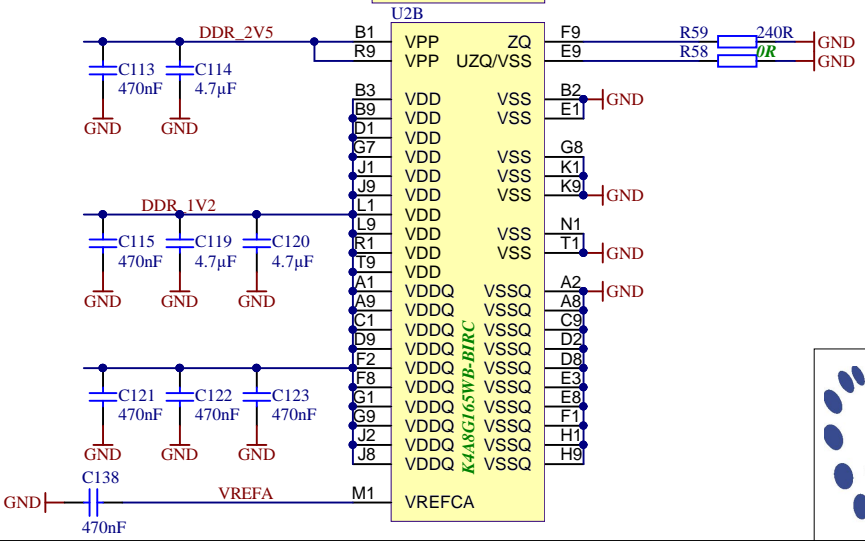 U2B
DDR_2V5
B1 VPP ZQ F9 R59 240R GND
R9 VPP UZQ/VSS E9 R58 0R GND
C113 470nF
C114 4.7µF
GND GND
B3 VDD VSS B2 GND
B9 VDD VSS E1
D1 VDD
G7 VDD VSS G8
J1 VDD VSS K1
J9 VDD VSS K9 GND
DDR_1V2
L1 VDD
L9 VDD VSS N1
R1 VDD VSS T1 GND
T9 VDD
C115 470nF
C119 4.7µF
C120 4.7µF
GND GND GND
A1 VDDQ VSSQ A2 GND
A9 VDDQ VSSQ A8
C1 VDDQ VSSQ C9
D9 VDDQ VSSQ D2
F2 VDDQ VSSQ D8
F8 VDDQ VSSQ E3
G1 VDDQ VSSQ E8
G9 VDDQ VSSQ F1
J2 VDDQ VSSQ H1
J8 VDDQ VSSQ H9
K4A8G165WB-BIRC
C121 470nF
C122 470nF
C123 470nF
GND GND GND
C138
GND VREFA M1 VREFCA
470nF